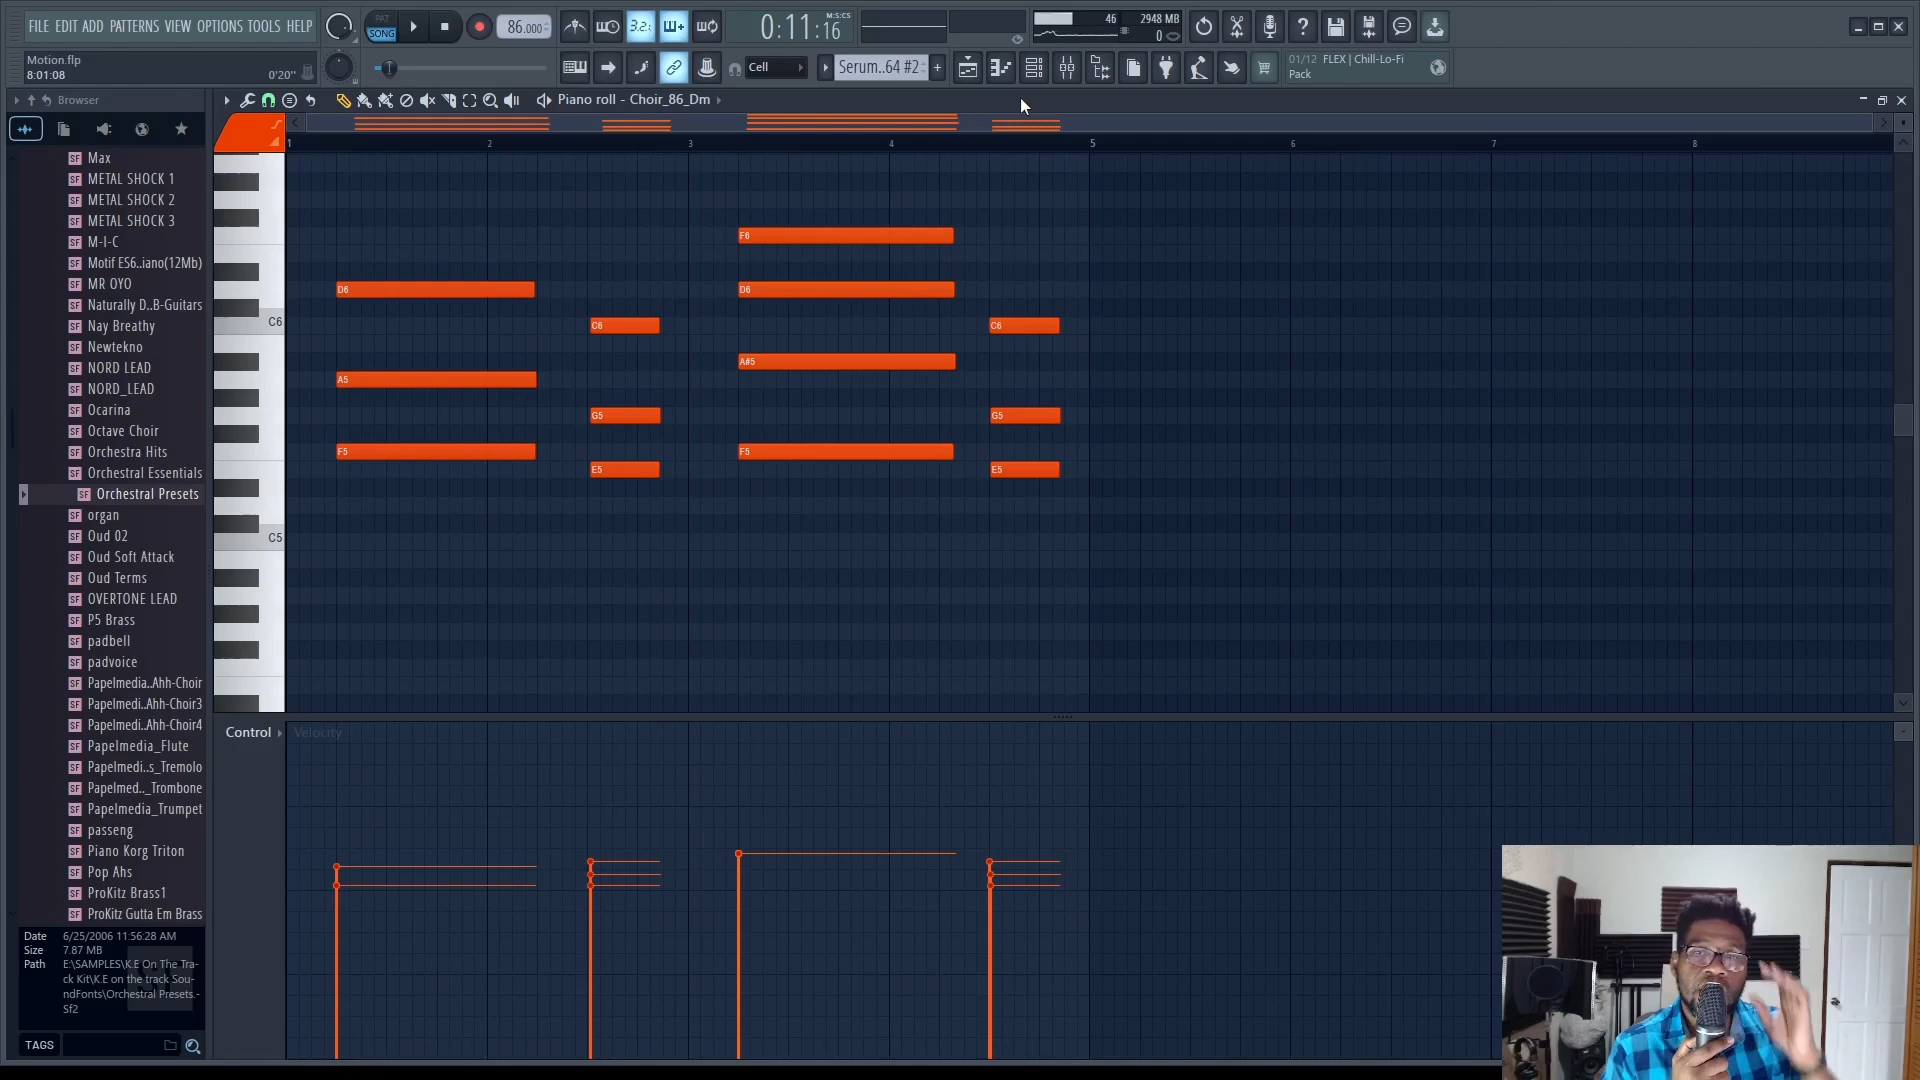 FILE EDIT ADD PATTERNS VIEW OPTIONS TOOLS HELP
PAT
SONG
86.000
3.2:
0:11:16
M:S:CS
46
2948 MB
0
Motion.flp
8:01:08
0'20"
Cell
Serum..64 #2
01/12 FLEX | Chill-Lo-Fi
Pack
Browser
Piano roll - Choir_86_Dm
1 2 3 4 5 6 7 8
Max
METAL SHOCK 1
METAL SHOCK 2
METAL SHOCK 3
M-I-C
Motif ES6..iano(12Mb)
MR OYO
Naturally D..B-Guitars
Nay Breathy
Newtekno
NORD LEAD
NORD_LEAD
Ocarina
Octave Choir
Orchestra Hits
Orchestral Essentials
Orchestral Presets
organ
Oud 02
Oud Soft Attack
Oud Terms
OVERTONE LEAD
P5 Brass
padbell
padvoice
Papelmedia..Ahh-Choir
Papelmedi..Ahh-Choir3
Papelmedi..Ahh-Choir4
Papelmedia_Flute
Papelmedi..s_Tremolo
Papelmed.._Trombone
Papelmedia_Trumpet
passeng
Piano Korg Triton
Pop Ahs
ProKitz Brass1
ProKitz Gutta Em Brass
Date 6/25/2006 11:56:28 AM
Size 7.87 MB
Path E:\SAMPLES\K.E On The Tra-
ck Kit\K.E on the track Sou-
ndFonts\Orchestral Presets.-
Sf2
TAGS
C6
C5
F6
D6
D6
C6
C6
A#5
A5
G5
G5
F5
F5
E5
E5
Control
Velocity